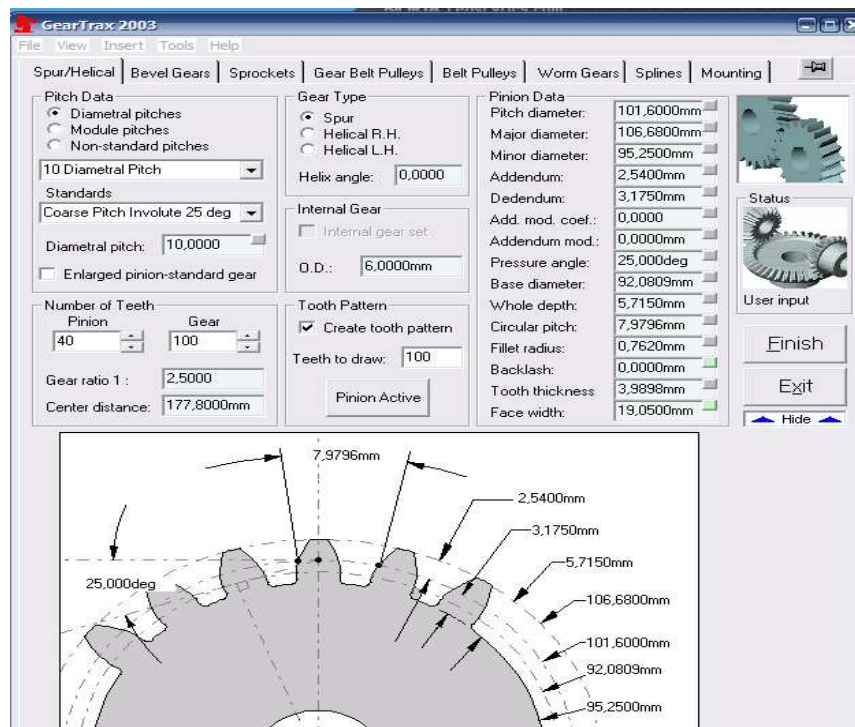 GearTrax 2003
File View Insert Tools Help
Spur/Helical Bevel Gears Sprockets Gear Belt Pulleys Belt Pulleys Worm Gears Splines Mounting
Pitch Data
Diametral pitches
Module pitches
Non-standard pitches
10 Diametral Pitch
Standards
Coarse Pitch Involute 25 deg
Diametral pitch: 10,0000
Enlarged pinion-standard gear
Number of Teeth
Pinion Gear
40 100
Gear ratio 1 : 2,5000
Center distance: 177,8000mm
Gear Type
Spur
Helical R.H.
Helical L.H.
Helix angle: 0,0000
Internal Gear
Internal gear set
O.D.: 6,0000mm
Tooth Pattern
Create tooth pattern
Teeth to draw: 100
Pinion Active
Pinion Data
Pitch diameter: 101,6000mm
Major diameter: 106,6800mm
Minor diameter: 95,2500mm
Addendum: 2,5400mm
Dedendum: 3,1750mm
Add. mod. coef.: 0,0000
Addendum mod.: 0,0000mm
Pressure angle: 25,000deg
Base diameter: 92,0809mm
Whole depth: 5,7150mm
Circular pitch: 7,9796mm
Fillet radius: 0,7620mm
Backlash: 0,0000mm
Tooth thickness 3,9898mm
Face width: 19,0500mm
Status
User input
Finish
Exit
Hide
7,9796mm
2,5400mm
3,1750mm
5,7150mm
25,000deg
106,6800mm
101,6000mm
92,0809mm
95,2500mm